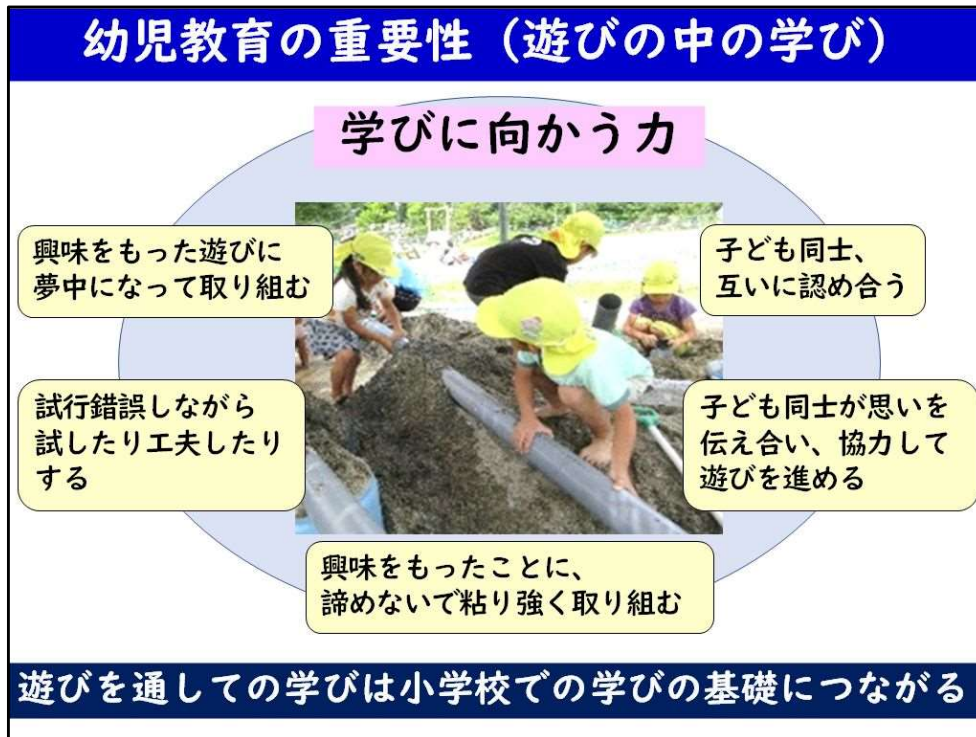 幼児教育の重要性（遊びの中の学び）
学びに向かう力
興味をもった遊びに
夢中になって取り組む
子ども同士、
互いに認め合う
試行錯誤しながら
試したり工夫したり
する
子ども同士が思いを
伝え合い、協力して
遊びを進める
興味をもったことに、
諦めないで粘り強く取り組む
遊びを通しての学びは小学校での学びの基礎につながる